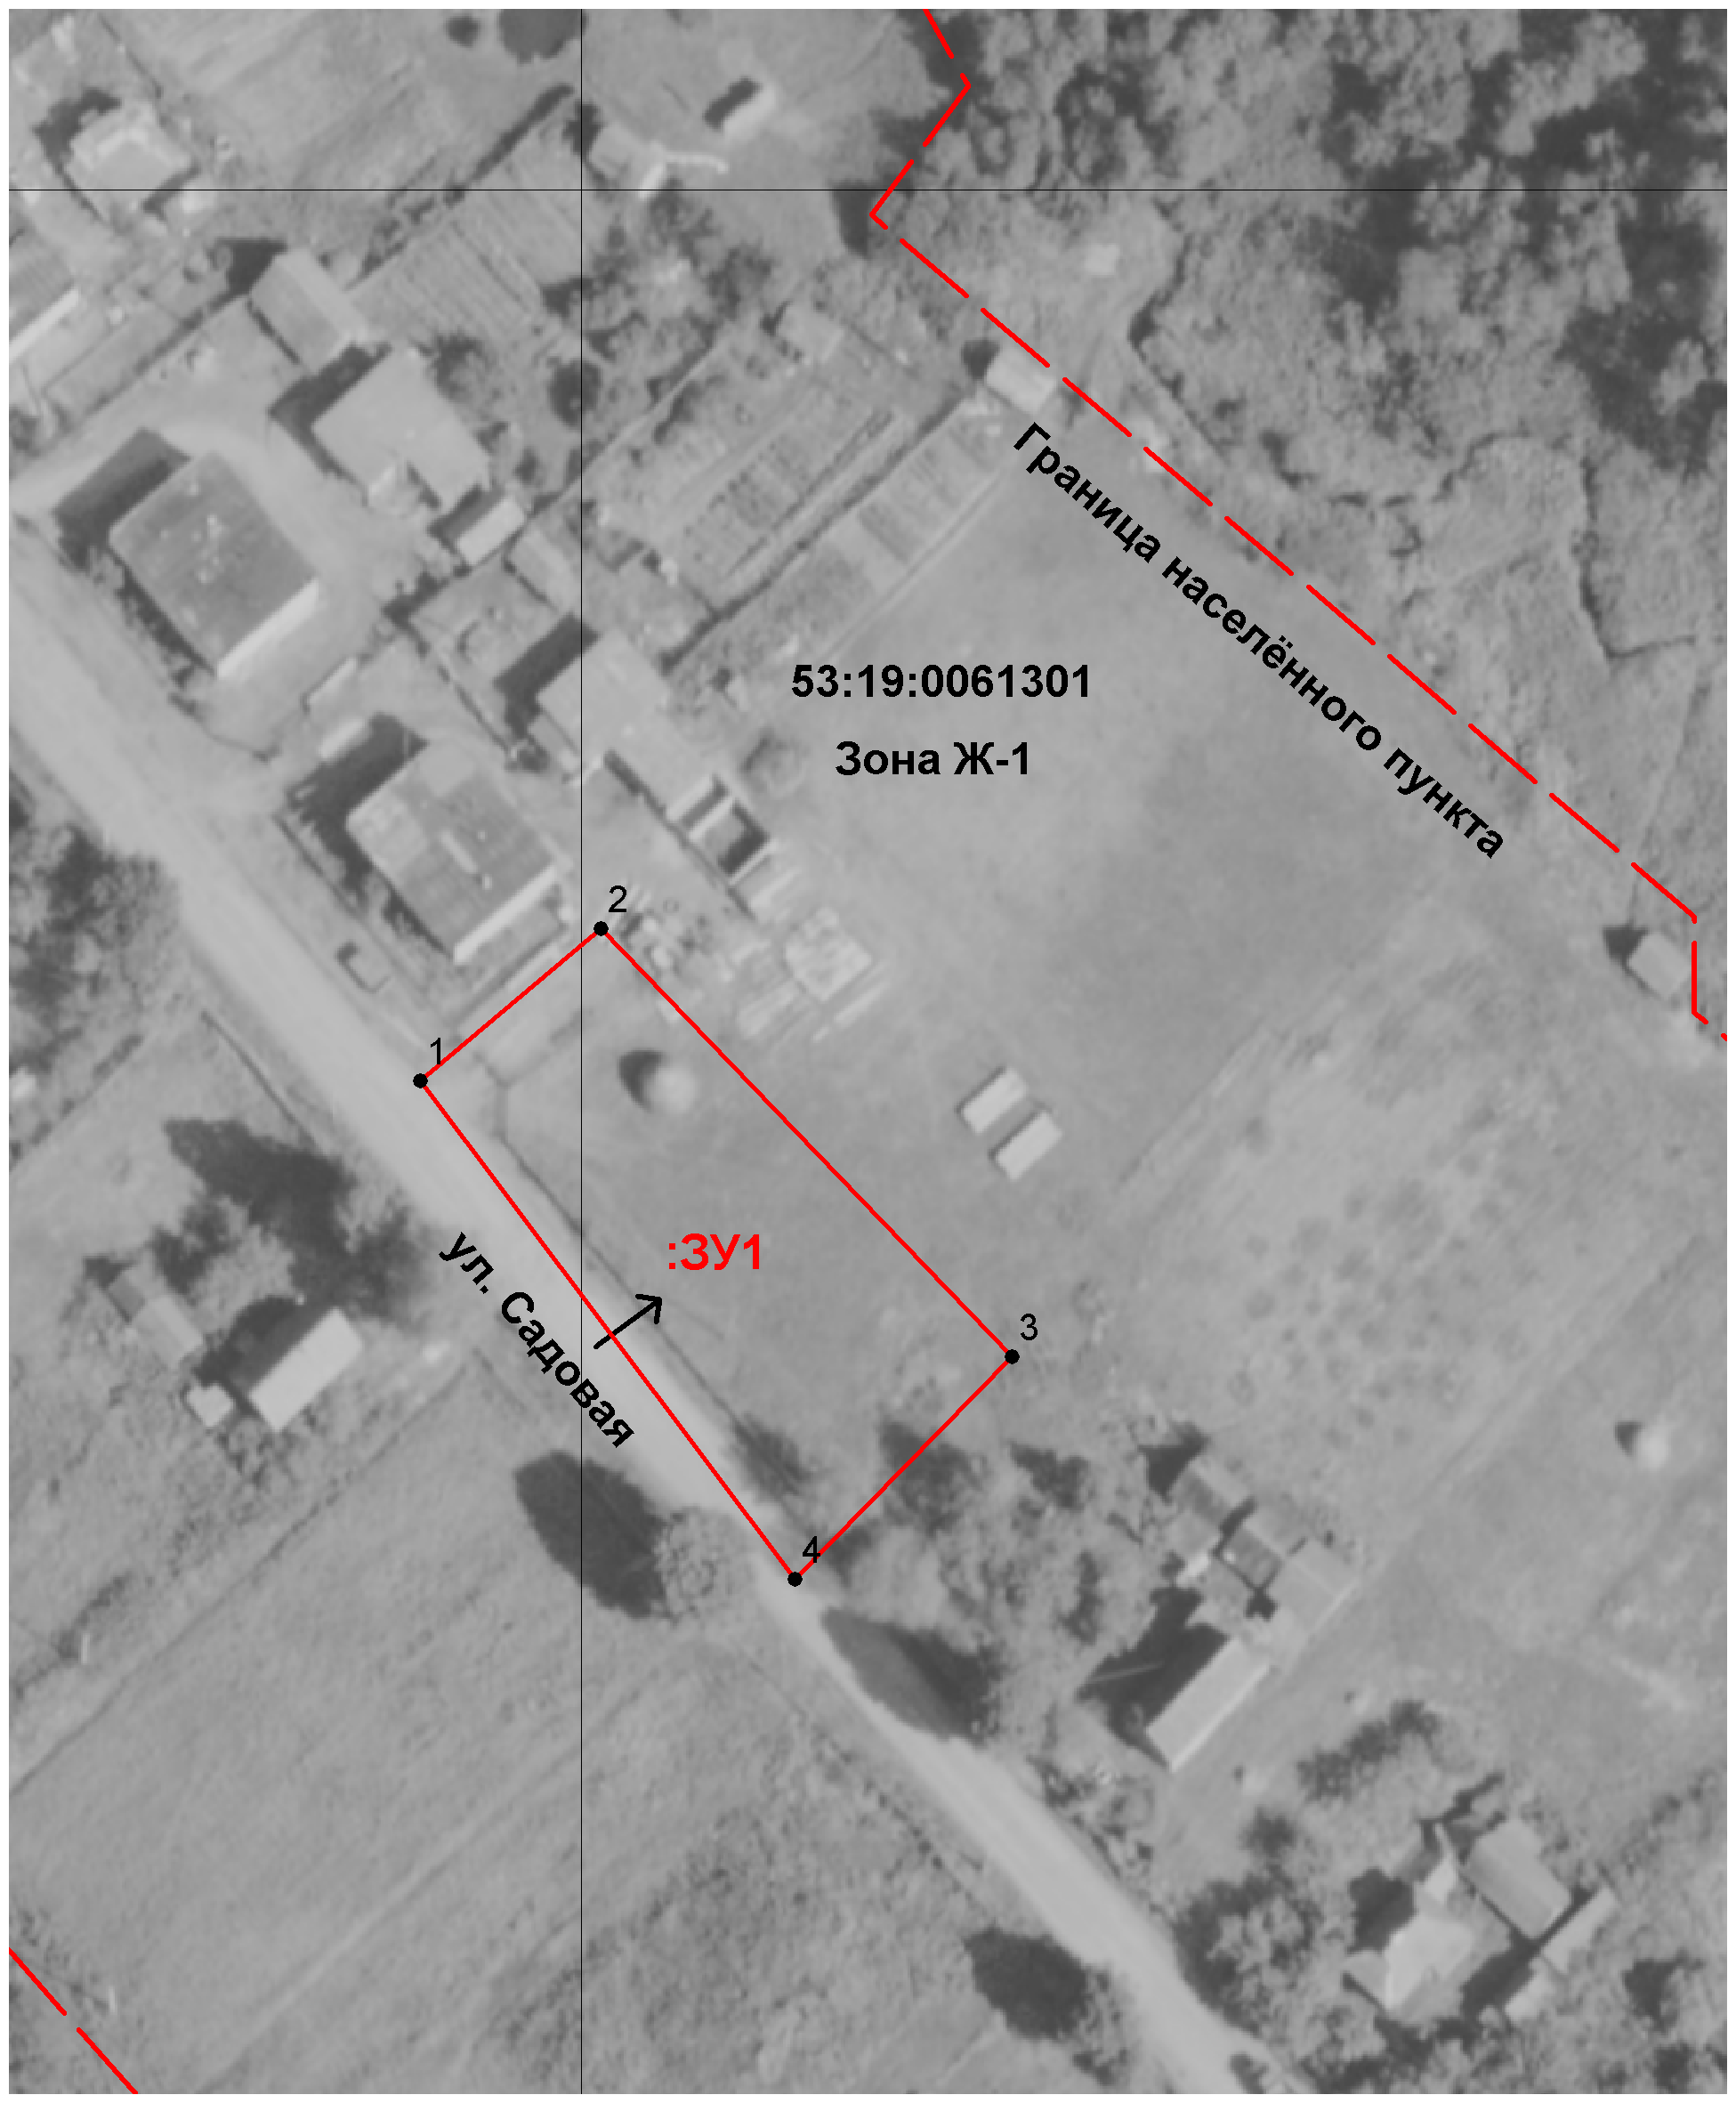 Граница населённого пункта
53:19:0061301
Зона Ж-1
2
1
:ЗУ1
ул. Садовая
3
4